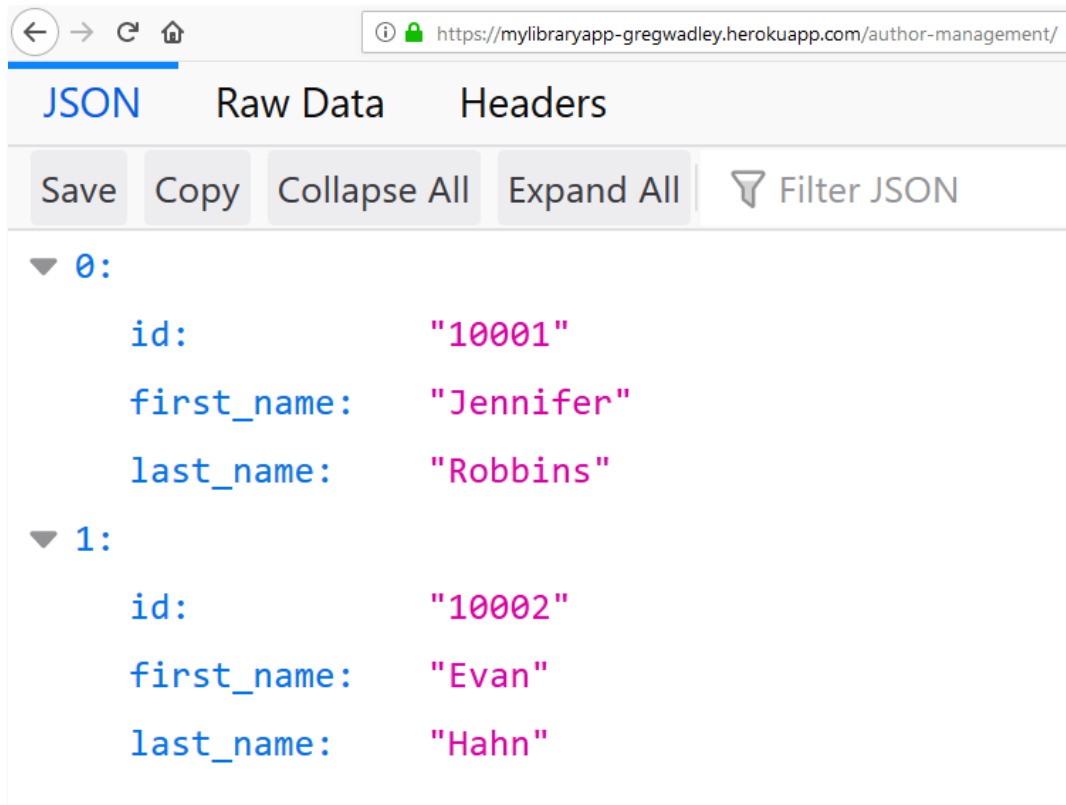 https://mylibraryapp-gregwadley.herokuapp.com/author-management/
JSON Raw Data Headers
Save Copy Collapse All Expand All Filter JSON
0:
id: "10001"
first_name: "Jennifer"
last_name: "Robbins"
1:
id: "10002"
first_name: "Evan"
last_name: "Hahn"